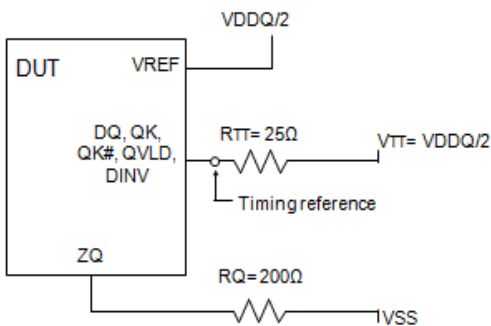 VDDQ/2
DUT
VREF
DQ, QK,
QK#, QVLD,
DINV
RTT= 25Ω
VTT= VDDQ/2
Timing reference
ZQ
RQ=200Ω
VSS